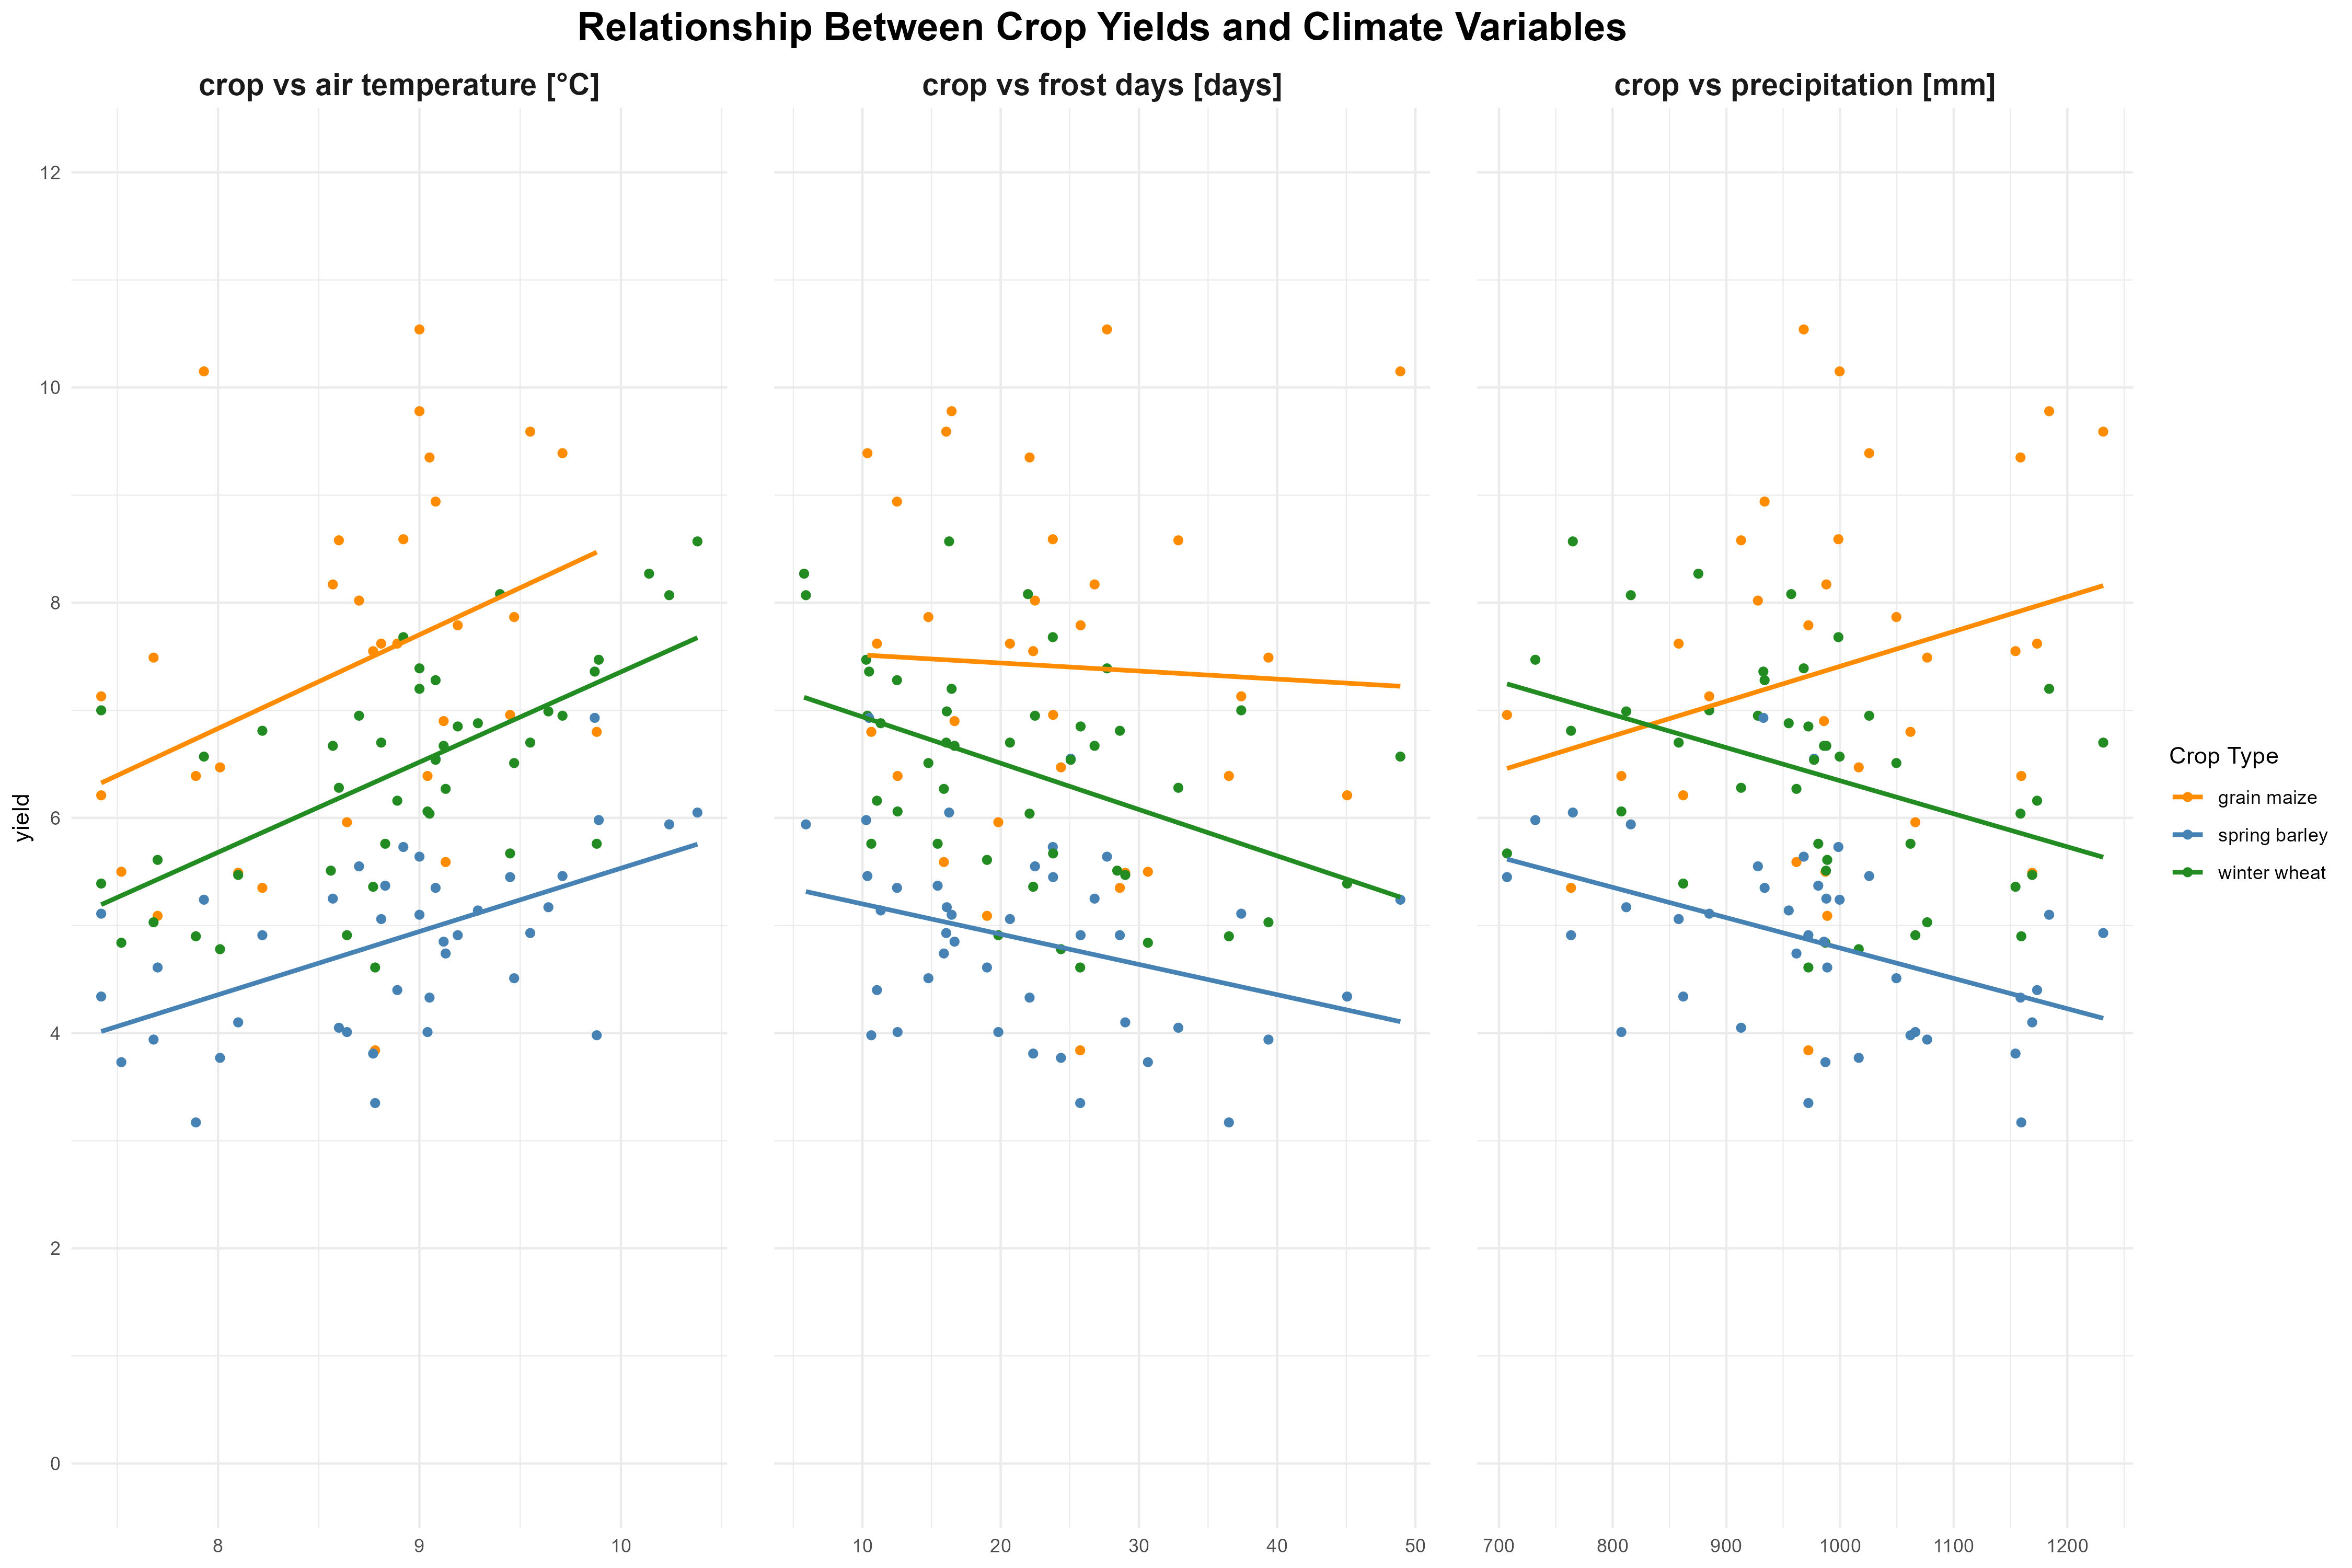 Relationship Between Crop Yields and Climate Variables
crop vs air temperature [°C]
crop vs frost days [days]
crop vs precipitation [mm]
12
10
8
6
4
2
0
yield
8 9 10
10 20 30 40 50
700 800 900 1000 1100 1200
Crop Type
grain maize
spring barley
winter wheat